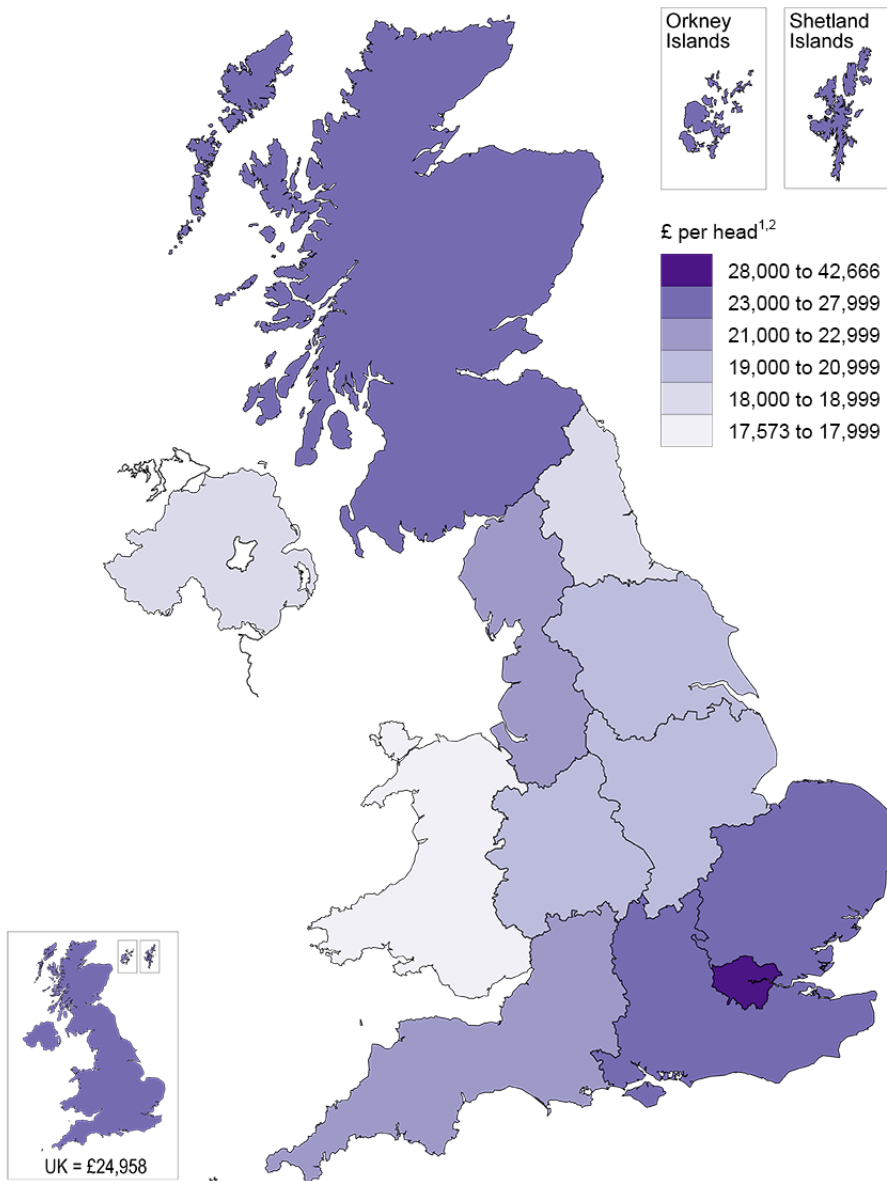 Orkney
Islands
Shetland
Islands
£ per head1,2
28,000 to 42,666
23,000 to 27,999
21,000 to 22,999
19,000 to 20,999
18,000 to 18,999
17,573 to 17,999
UK = £24,958